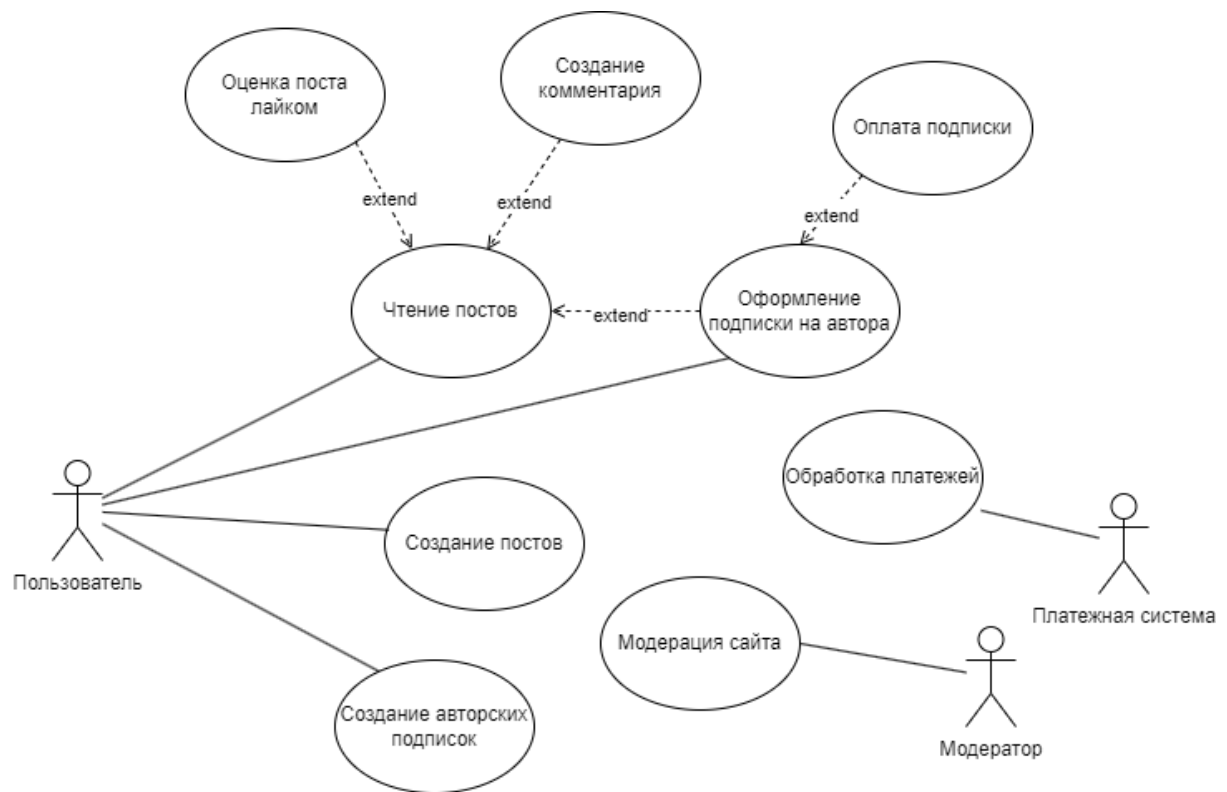 Оценка поста
лайком
Создание
комментария
Оплата подписки
extend
extend
extend
Чтение постов
extend
Оформление
подписки на автора
Обработка платежей
Создание постов
Пользователь
Платежная система
Модерация сайта
Создание авторских
подписок
Модератор